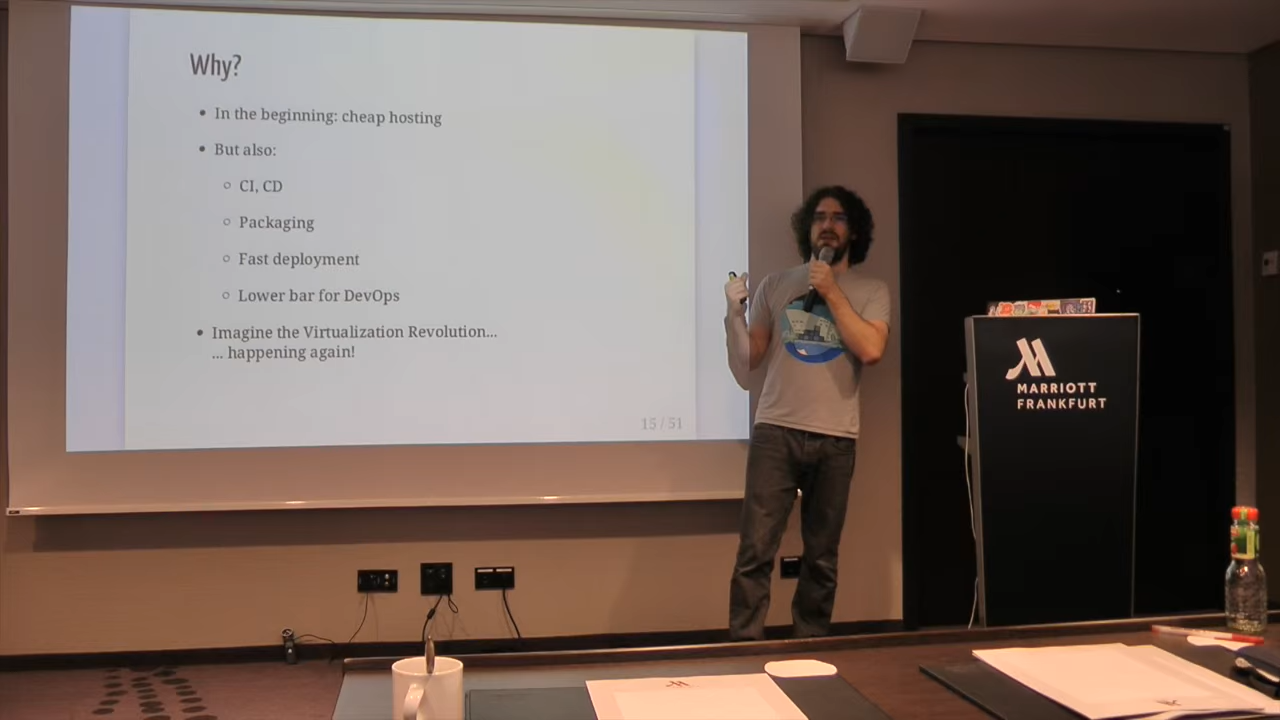 Why?
• In the beginning: cheap hosting
• But also:
○ CI, CD
○ Packaging
○ Fast deployment
○ Lower bar for DevOps
• Imagine the Virtualization Revolution...
... happening again!
15 / 51
MARRIOTT
FRANKFURT